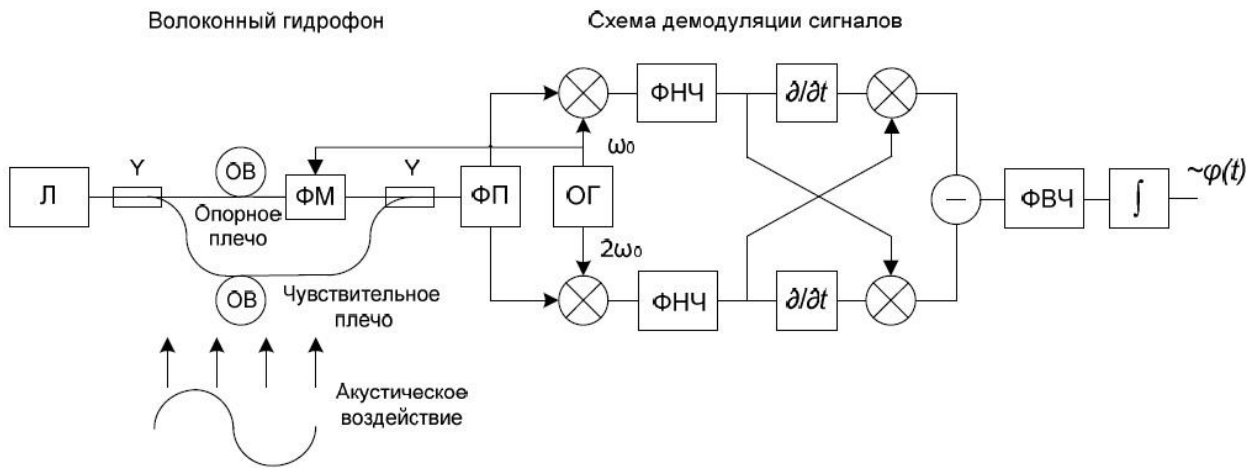 Волоконный гидрофон
Схема демодуляции сигналов
ФНЧ
∂/∂t
ω₀
Y
ОВ
Y
Л
ФМ
ФП
ОГ
Опорное
плечо
−
ФВЧ
∫
~φ(t)
2ω₀
ОВ
Чувствительное
плечо
ФНЧ
∂/∂t
Акустическое
воздействие